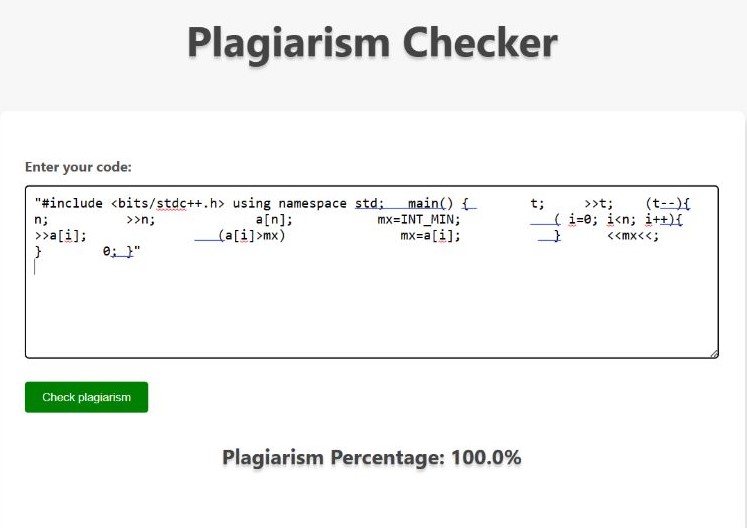 Plagiarism Checker
Enter your code:
"#include <bits/stdc++.h> using namespace std; main() { t; >>t; (t--){
n; >>n; a[n]; mx=INT_MIN; ( i=0; i<n; i++){
>>a[i]; (a[i]>mx) mx=a[i]; } <<mx<<;
} 0; }"
Check plagiarism
Plagiarism Percentage: 100.0%